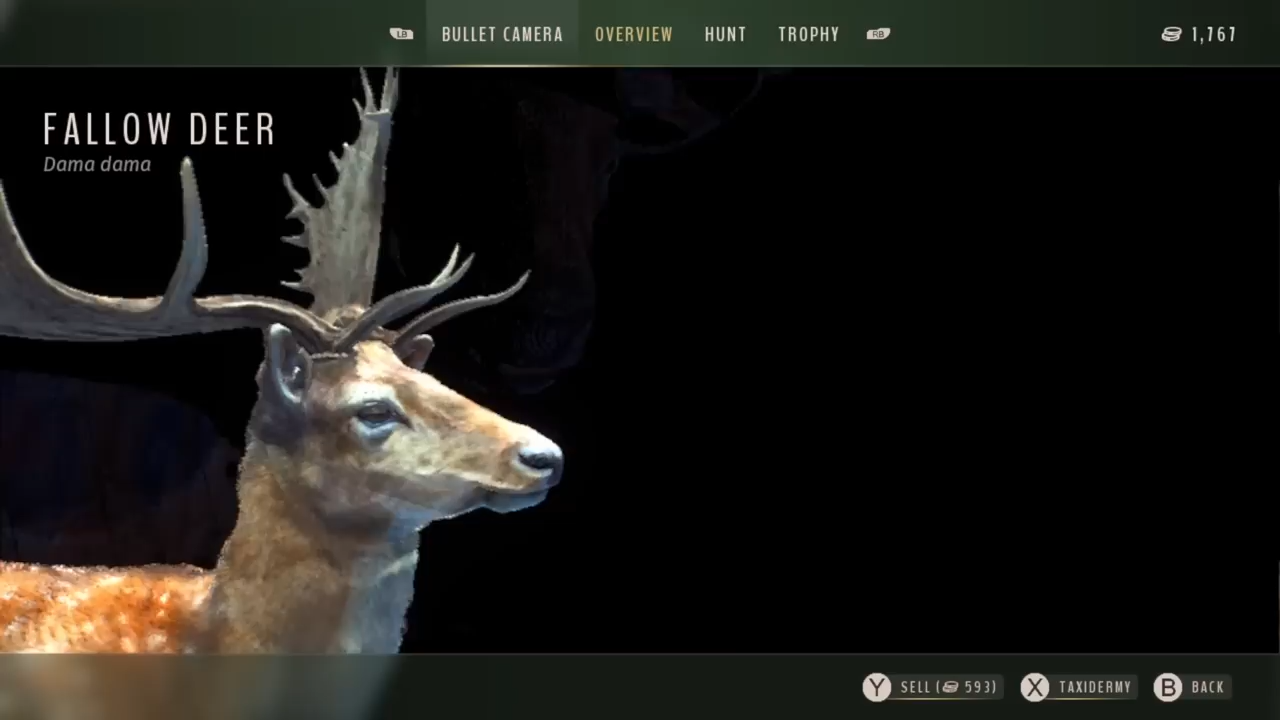 LB BULLET CAMERA OVERVIEW HUNT TROPHY RB 1,767
FALLOW DEER
Dama dama
Y SELL ( 593) X TAXIDERMY B BACK